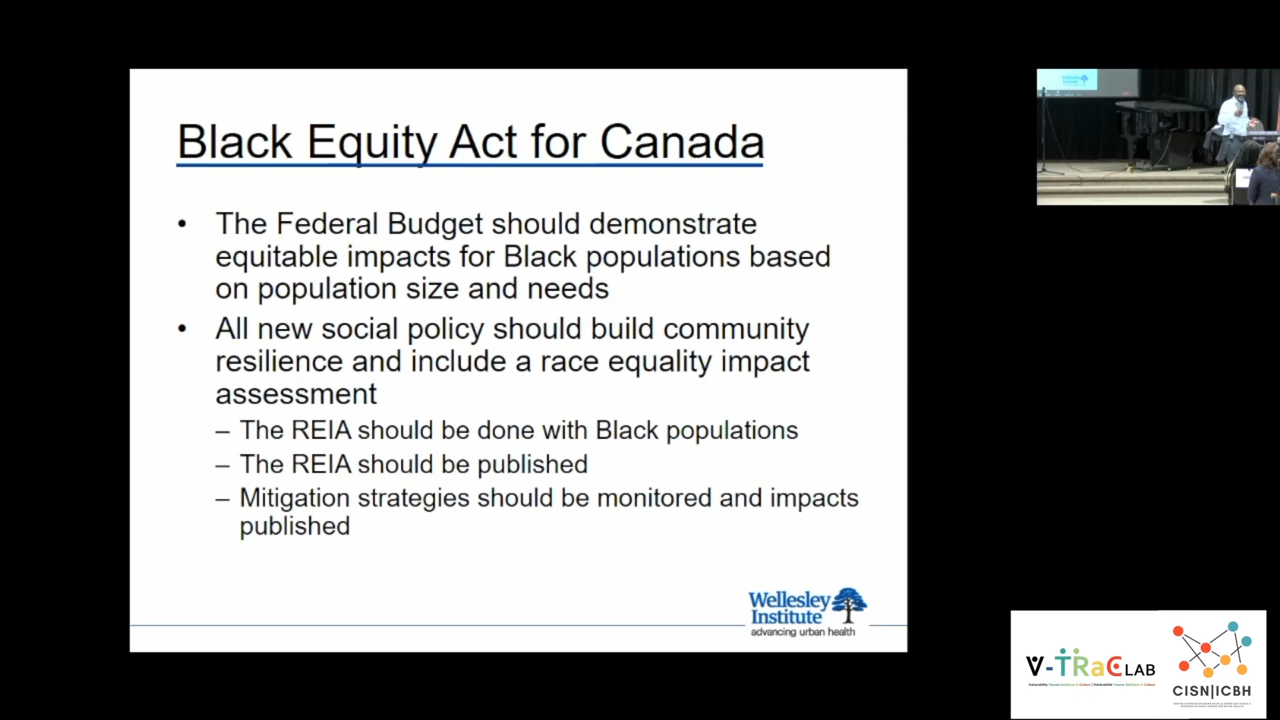 Black Equity Act for Canada
• The Federal Budget should demonstrate
equitable impacts for Black populations based
on population size and needs
• All new social policy should build community
resilience and include a race equality impact
assessment
– The REIA should be done with Black populations
– The REIA should be published
– Mitigation strategies should be monitored and impacts
published
Wellesley
Institute
advancing urban health
V-TRaC LAB
CISN|ICBH